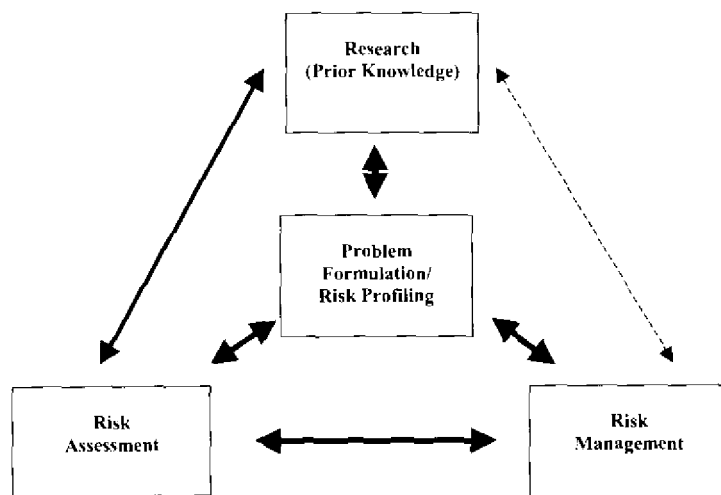 Research
(Prior Knowledge)
Problem
Formulation/
Risk Profiling
Risk
Assessment
Risk
Management